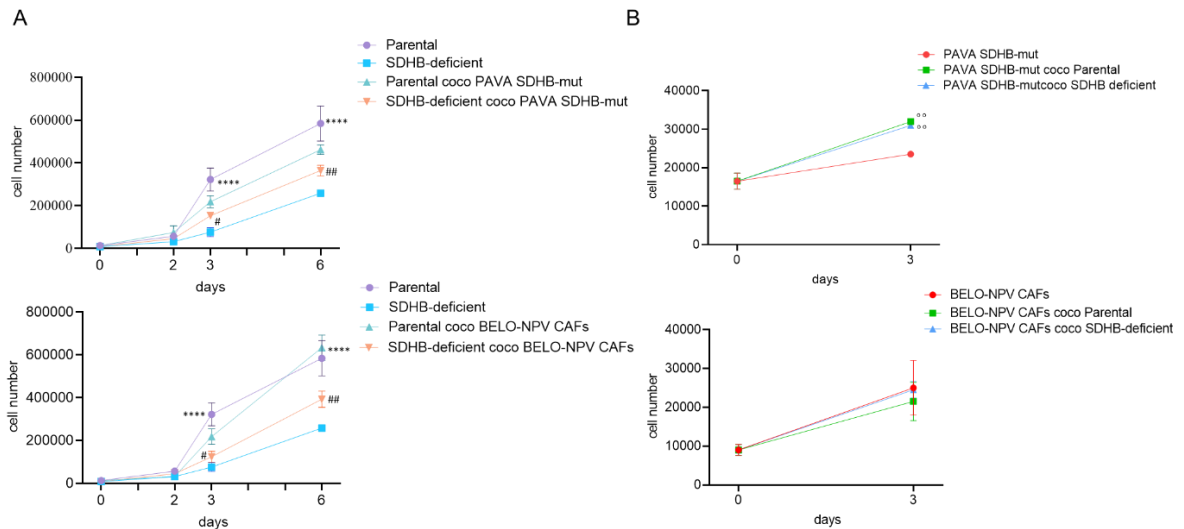 A
Parental
SDHB-deficient
Parental coco PAVA SDHB-mut
SDHB-deficient coco PAVA SDHB-mut
800000
600000
400000
200000
0
cell number
****
****
#
##
0
2
3
6
days
Parental
SDHB-deficient
Parental coco BELO-NPV CAFs
SDHB-deficient coco BELO-NPV CAFs
800000
600000
400000
200000
0
cell number
****
****
#
##
0
2
3
6
days
B
PAVA SDHB-mut
PAVA SDHB-mut coco Parental
PAVA SDHB-mutcoco SDHB deficient
40000
30000
20000
10000
0
cell number
°°
°°
0
3
days
BELO-NPV CAFs
BELO-NPV CAFs coco Parental
BELO-NPV CAFs coco SDHB-deficient
40000
30000
20000
10000
0
cell number
0
3
days